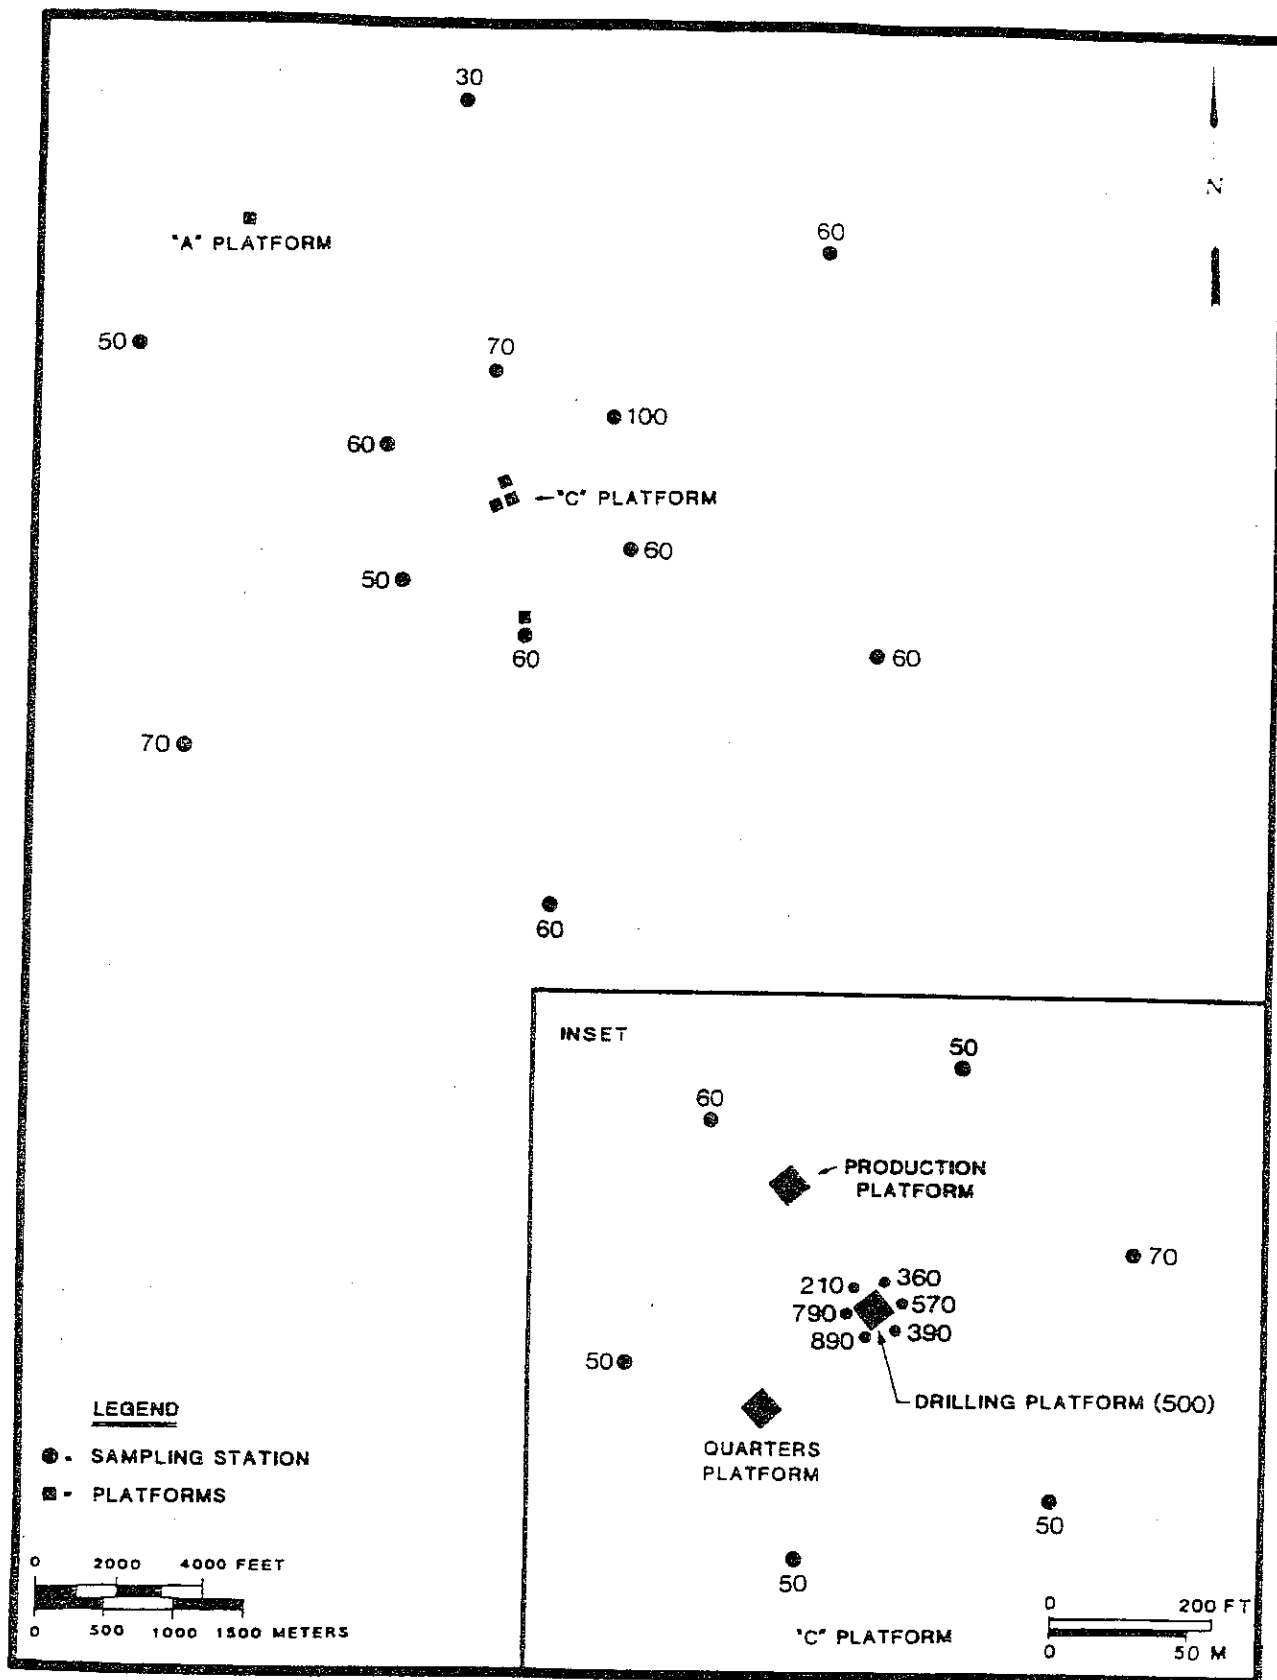 30
N
"A" PLATFORM
60
50
70
100
60
"C" PLATFORM
60
50
60
60
70
60
INSET
50
60
PRODUCTION
PLATFORM
70
210
360
790
570
890
390
50
DRILLING PLATFORM (500)
QUARTERS
PLATFORM
50
50
"C" PLATFORM
0 200 FT
0 50 M
LEGEND
- SAMPLING STATION
- PLATFORMS
0 2000 4000 FEET
0 500 1000 1500 METERS